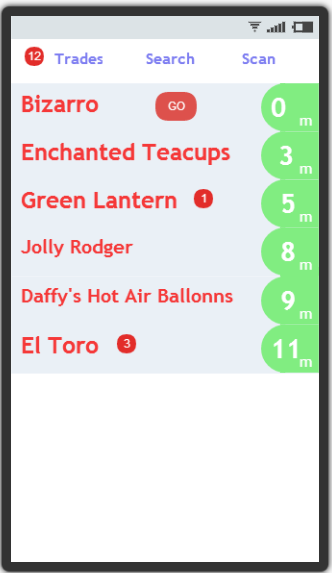 12 Trades Search Scan
Bizarro GO 0 m
Enchanted Teacups 3 m
Green Lantern 1 5 m
Jolly Rodger 8 m
Daffy's Hot Air Ballonns 9 m
El Toro 3 11 m